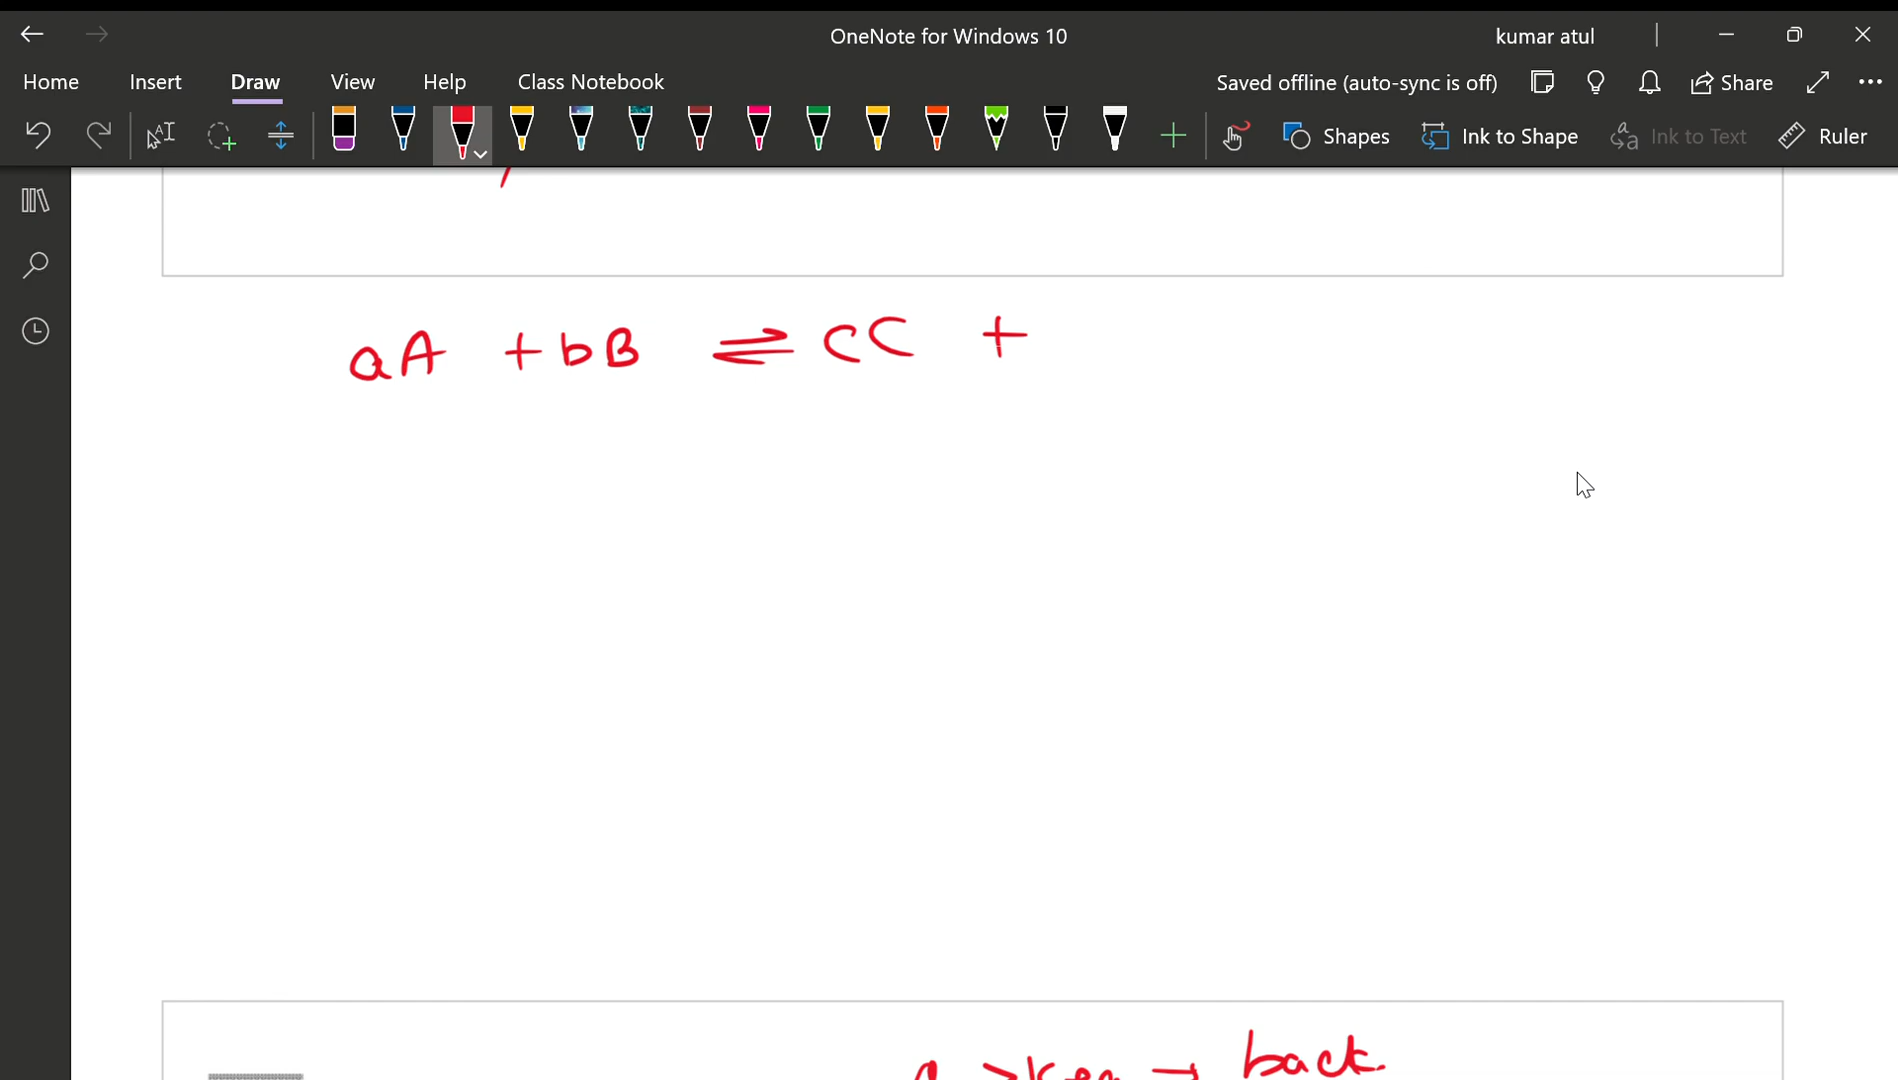 OneNote for Windows 10
kumar atul
Home Insert Draw View Help Class Notebook
Saved offline (auto-sync is off) Share
Shapes Ink to Shape Ink to Text Ruler
aA + bB ⇌ cC +
> Keq → back.